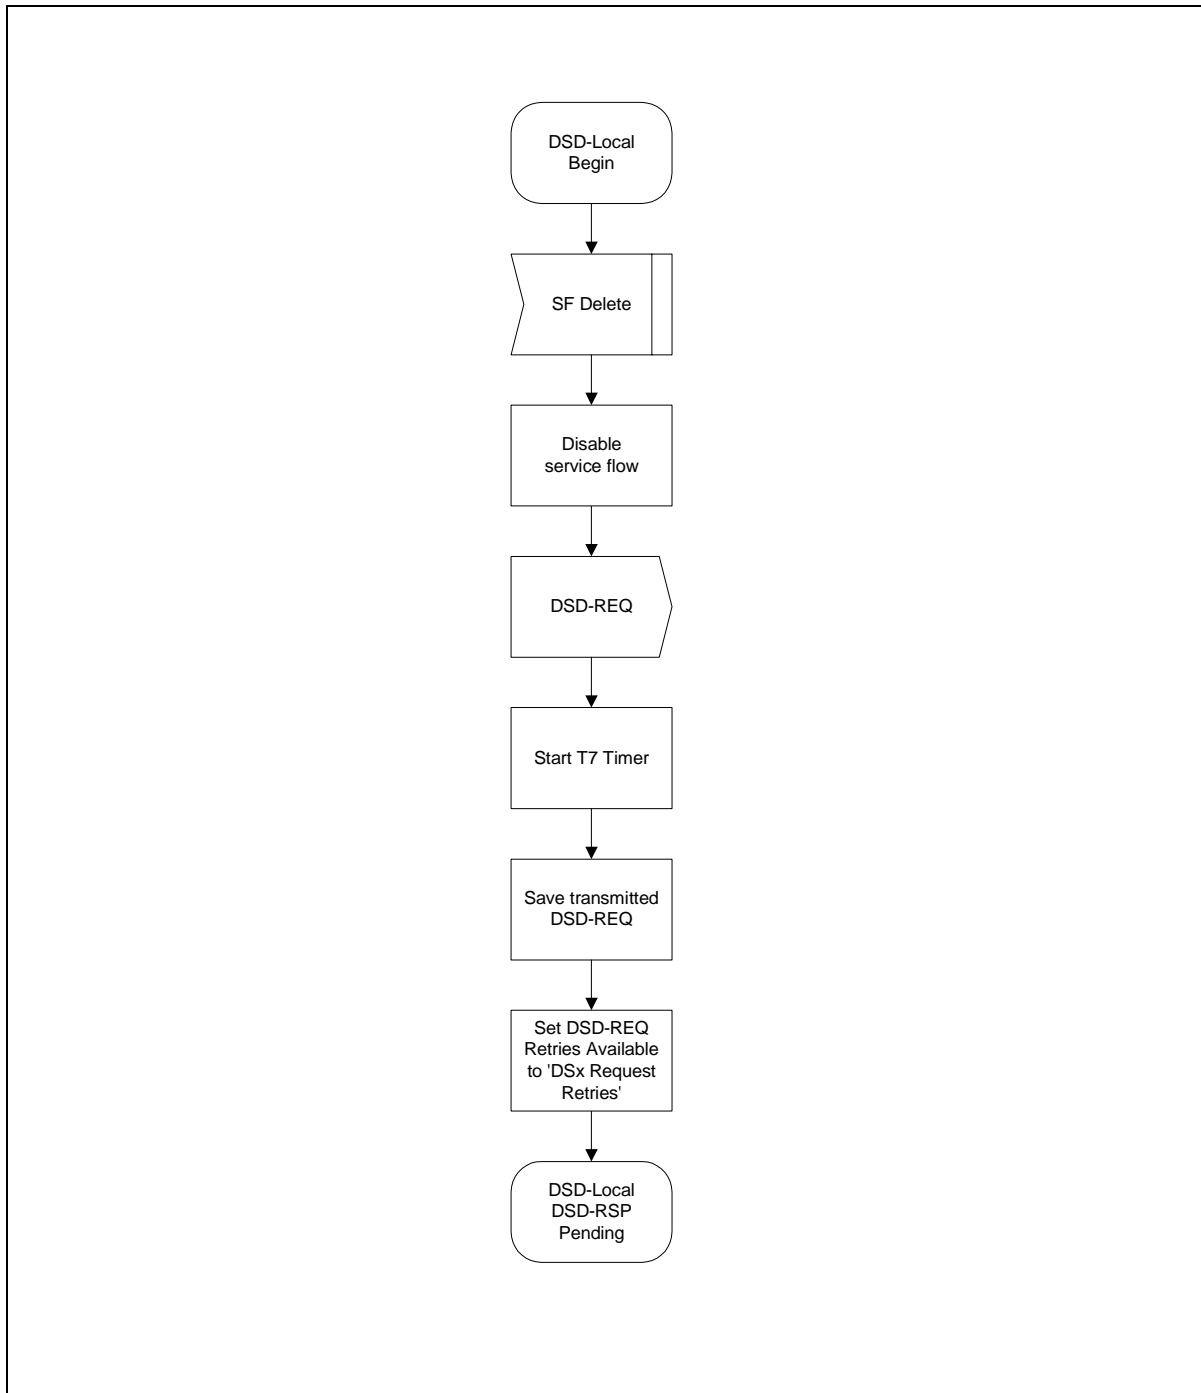 DSD-Local
Begin
SF Delete
Disable
service flow
DSD-REQ
Start T7 Timer
Save transmitted
DSD-REQ
Set DSD-REQ
Retries Available
to 'DSx Request
Retries'
DSD-Local
DSD-RSP
Pending